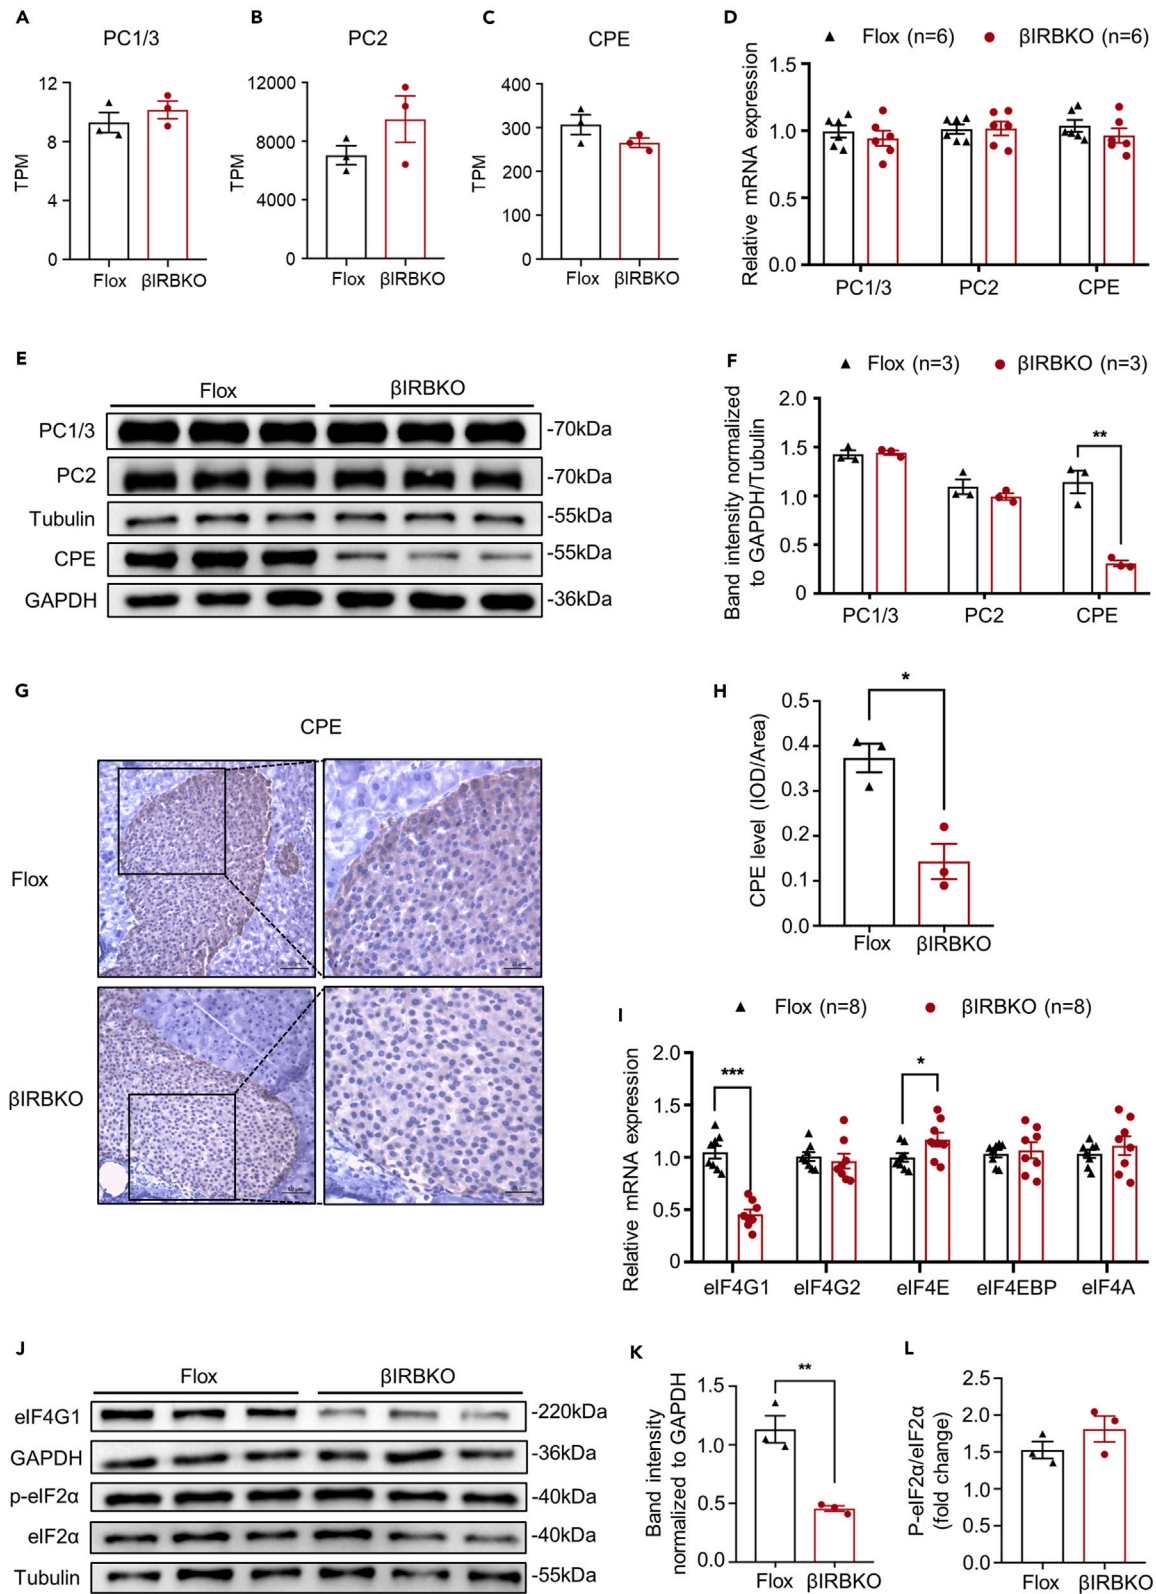 A
PC1/3
TPM
12
8
4
0
Flox βIRBKO
B
PC2
TPM
12000
8000
4000
0
Flox βIRBKO
C
CPE
TPM
400
300
200
100
0
Flox βIRBKO
D
Flox (n=6) βIRBKO (n=6)
Relative mRNA expression
1.5
1.0
0.5
0.0
PC1/3 PC2 CPE
E
Flox βIRBKO
PC1/3 -70kDa
PC2 -70kDa
Tubulin -55kDa
CPE -55kDa
GAPDH -36kDa
F
Flox (n=3) βIRBKO (n=3)
Band intensity normalized
to GAPDH/Tubulin
2.0
1.5
1.0
0.5
0
**
PC1/3 PC2 CPE
G
CPE
Flox
βIRBKO
H
CPE level (IOD/Area)
0.5
0.4
0.3
0.2
0.1
0.0
*
Flox βIRBKO
I
Flox (n=8) βIRBKO (n=8)
Relative mRNA expression
2.0
1.5
1.0
0.5
0
***
*
eIF4G1 eIF4G2 eIF4E eIF4EBP eIF4A
J
Flox βIRBKO
eIF4G1 -220kDa
GAPDH -36kDa
p-eIF2α -40kDa
eIF2α -40kDa
Tubulin -55kDa
K
Band intensity
normalized to GAPDH
1.5
1.0
0.5
0.0
**
Flox βIRBKO
L
P-eIF2α/eIF2α
(fold change)
2.5
2.0
1.5
1.0
0.5
0.0
Flox βIRBKO